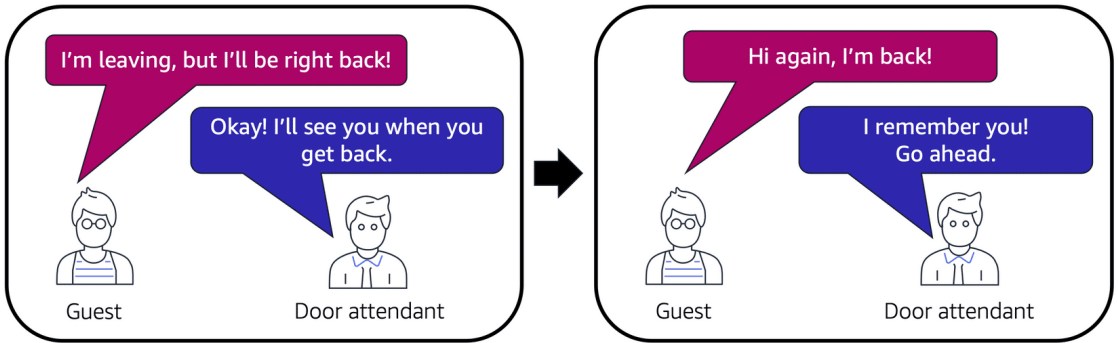 I’m leaving, but I’ll be right back!
Okay! I’ll see you when you
get back.
Guest
Door attendant
Hi again, I’m back!
I remember you!
Go ahead.
Guest
Door attendant